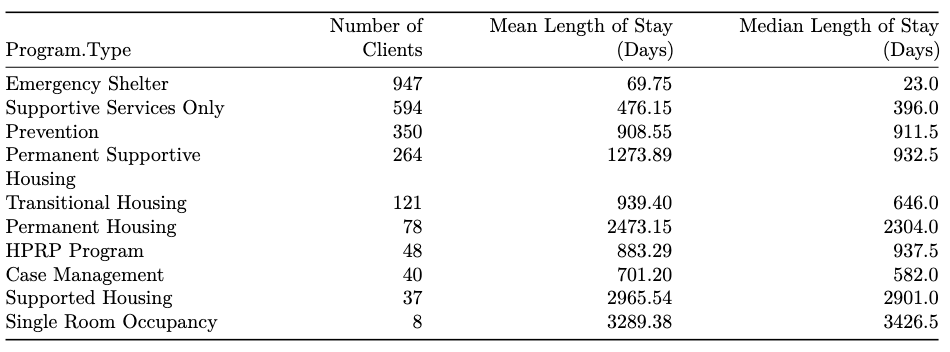 Number of Mean Length of Stay Median Length of Stay
Program.Type Clients (Days) (Days)
Emergency Shelter 947 69.75 23.0
Supportive Services Only 594 476.15 396.0
Prevention 350 908.55 911.5
Permanent Supportive 264 1273.89 932.5
Housing
Transitional Housing 121 939.40 646.0
Permanent Housing 78 2473.15 2304.0
HPRP Program 48 883.29 937.5
Case Management 40 701.20 582.0
Supported Housing 37 2965.54 2901.0
Single Room Occupancy 8 3289.38 3426.5